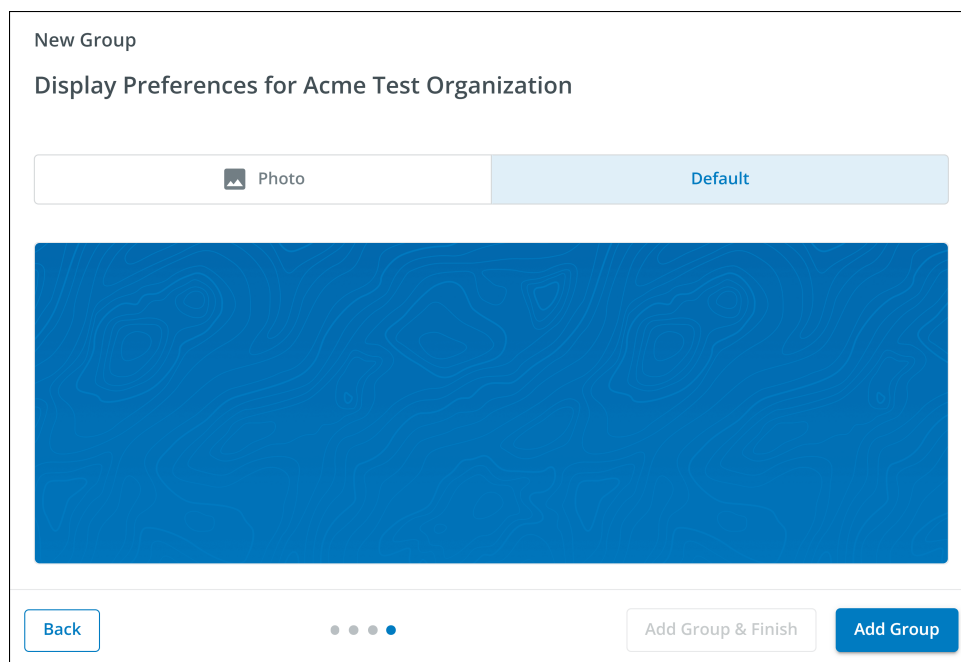 New Group
Display Preferences for Acme Test Organization
Photo
Default
Back
Add Group & Finish
Add Group